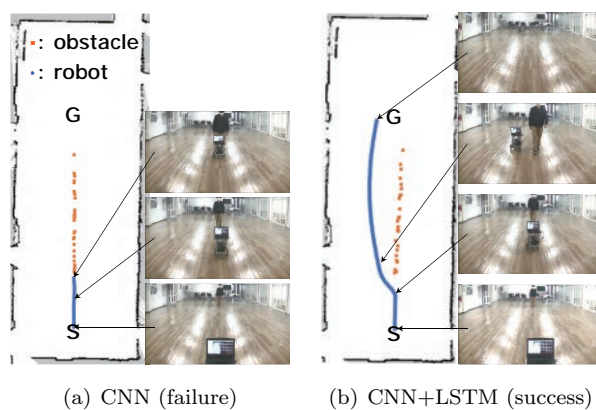 : obstacle
: robot
G
S
G
S
(a) CNN (failure)
(b) CNN+LSTM (success)